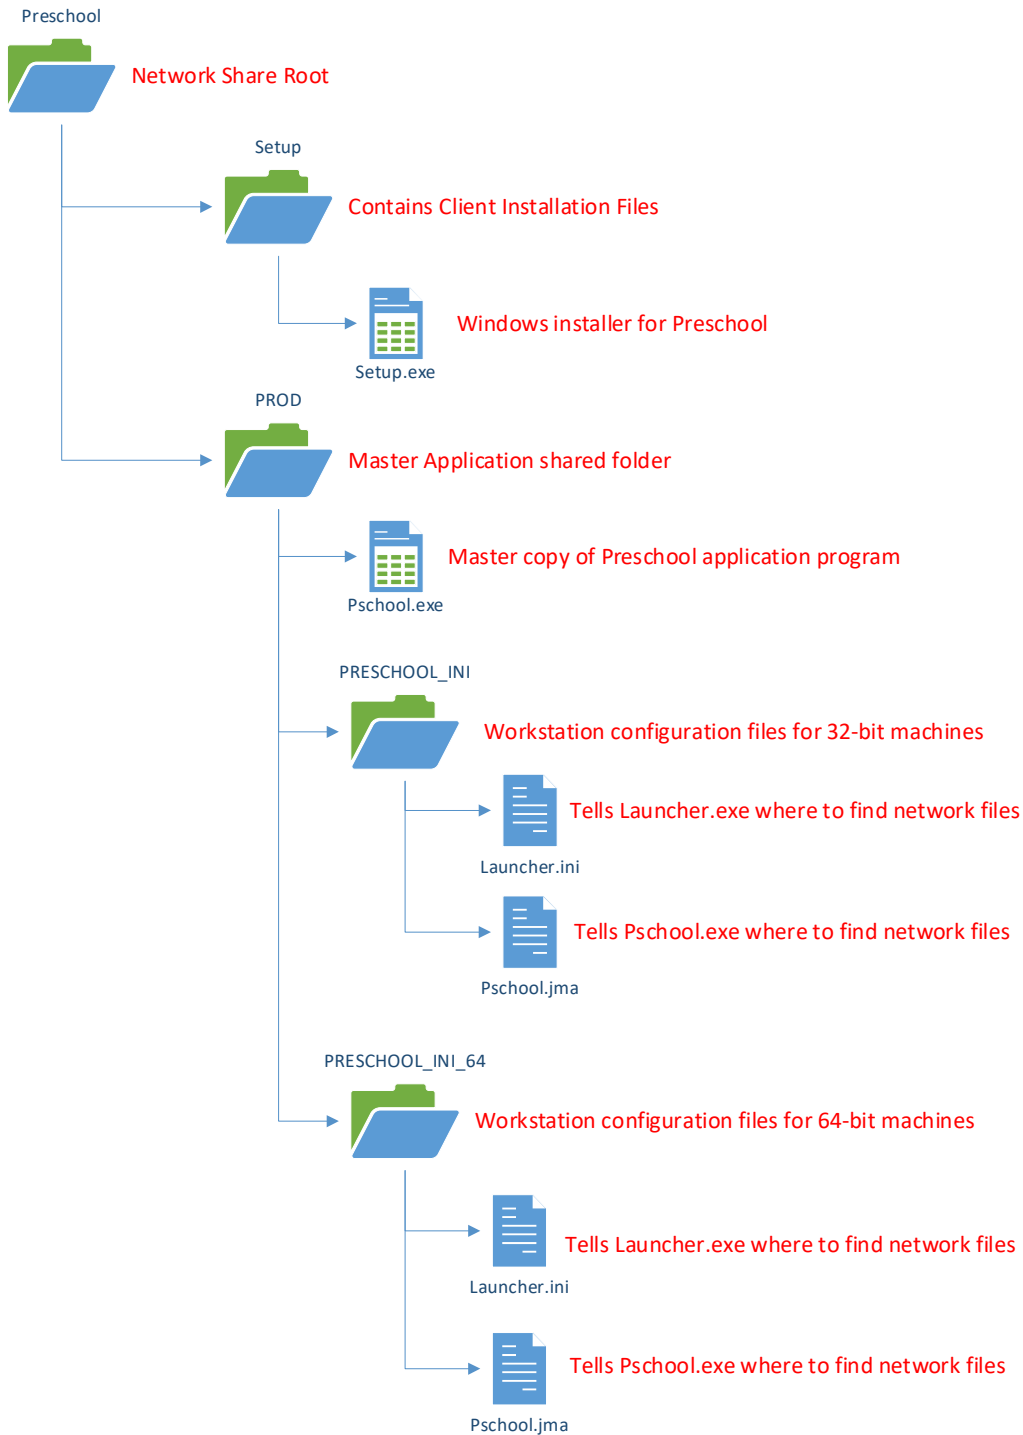 Preschool
Network Share Root
Setup
Contains Client Installation Files
Windows installer for Preschool
Setup.exe
PROD
Master Application shared folder
Master copy of Preschool application program
Pschool.exe
PRESCHOOL_INI
Workstation configuration files for 32-bit machines
Tells Launcher.exe where to find network files
Launcher.ini
Tells Pschool.exe where to find network files
Pschool.jma
PRESCHOOL_INI_64
Workstation configuration files for 64-bit machines
Tells Launcher.exe where to find network files
Launcher.ini
Tells Pschool.exe where to find network files
Pschool.jma